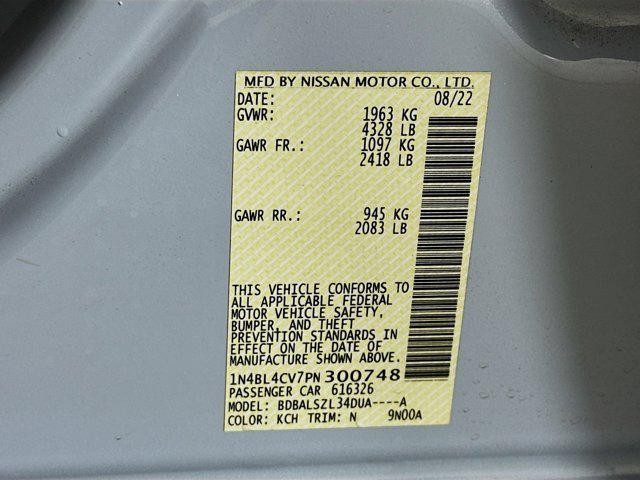 MFD BY NISSAN MOTOR CO., LTD.
DATE: 08/22
GVWR: 1963 KG
4328 LB
GAWR FR.: 1097 KG
2418 LB
GAWR RR.: 945 KG
2083 LB
THIS VEHICLE CONFORMS TO
ALL APPLICABLE FEDERAL
MOTOR VEHICLE SAFETY,
BUMPER, AND THEFT
PREVENTION STANDARDS IN
EFFECT ON THE DATE OF
MANUFACTURE SHOWN ABOVE.
1N4BL4CV7PN300748
PASSENGER CAR 616326
MODEL: BDBALSZL34DUA----A
COLOR: KCH TRIM: N 9N00A